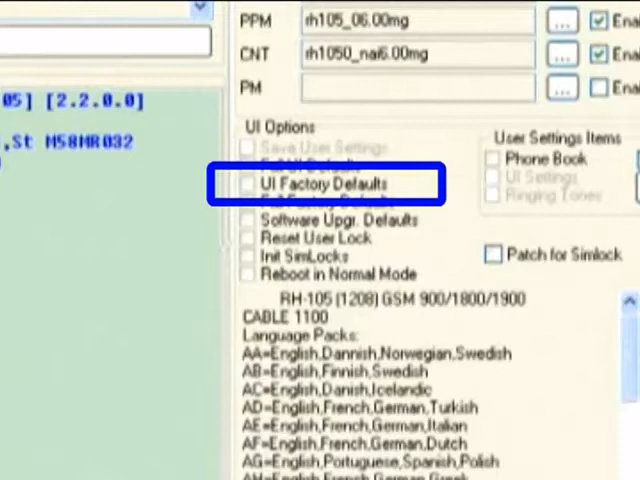 PPM rh105_06.00mg ... Ena
CNT rh1050_nai6.00mg ... Ena
PM ... Ena
05] [2.2.0.0]
,St M58MR032
UI Options
Save User Settings
UI Factory Defaults
Software Upgr. Defaults
Reset User Lock
Init SimLocks
Reboot in Normal Mode
User Settings Items
Phone Book
UI Settings
Ringing Tones
Patch for Simlock
RH-105 (1208) GSM 900/1800/1900
CABLE 1100
Language Packs:
AA=English,Dannish,Norwegian,Swedish
AB=English,Finnish,Swedish
AC=English,Danish,Icelandic
AD=English,French,German,Turkish
AE=English,French,German,Italian
AF=English,French,German,Dutch
AG=English,Portuguese,Spanish,Polish